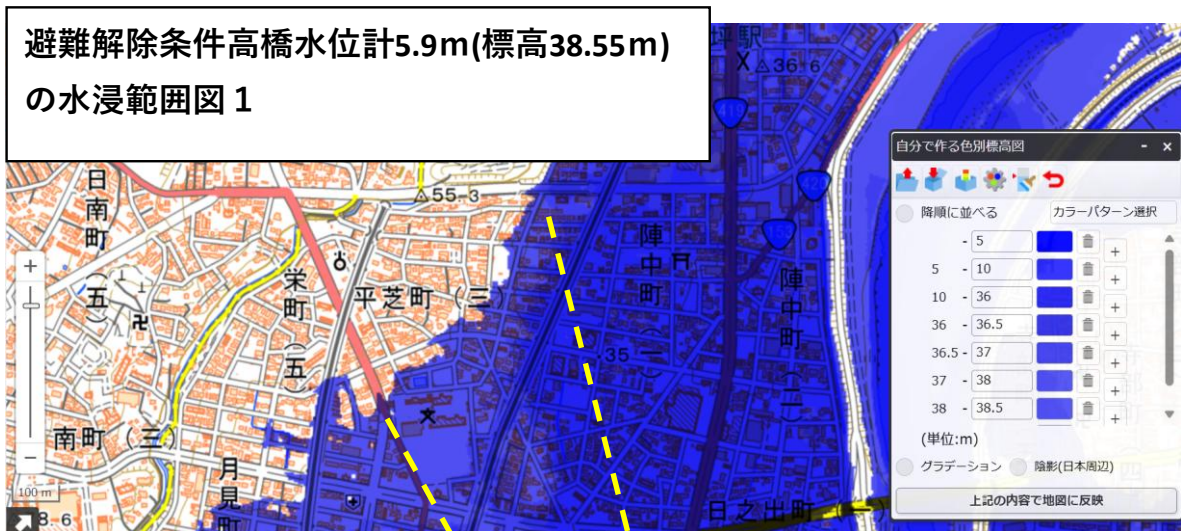 避難解除条件高橋水位計5.9m(標高38.55m)
の水浸範囲図1
坪駅
36.6
419
420
153
55.3
日南町(五)
栄町(五)
平芝町(三)
陣中町(一)
陣中町(二)
35
南町(三)
月見町
日之出町(一)
100 m
8.6
+
-
自分で作る色別標高図
- ×
降順に並べる
カラーパターン選択
- 5
+
5 - 10
+
10 - 36
+
36 - 36.5
+
36.5 - 37
+
37 - 38
+
38 - 38.5
+
(単位:m)
グラデーション 陰影(日本周辺)
上記の内容で地図に反映